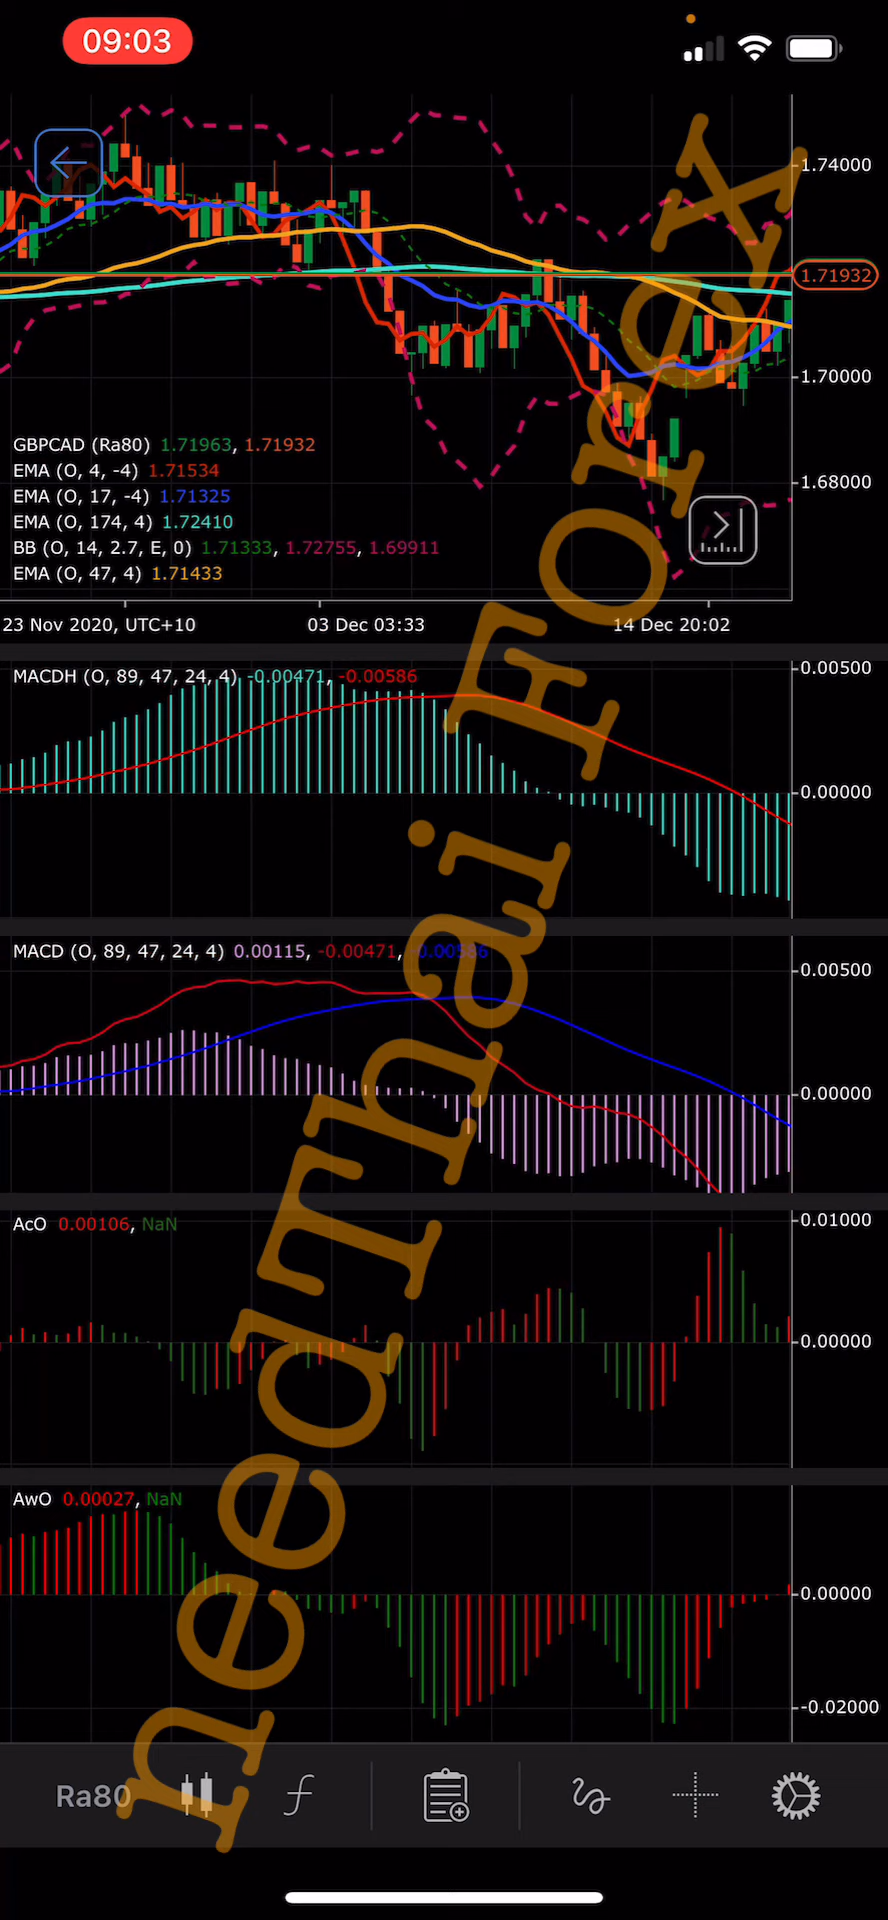 09:03
1.74000
1.71932
1.70000
GBPCAD (Ra80) 1.71963, 1.71932
EMA (O, 4, -4) 1.71534
EMA (O, 17, -4) 1.71325
1.68000
EMA (O, 174, 4) 1.72410
BB (O, 14, 2.7, E, 0) 1.71333, 1.72755, 1.69911
EMA (O, 47, 4) 1.71433
23 Nov 2020, UTC+10 03 Dec 03:33 14 Dec 20:02
MACDH (O, 89, 47, 24, 4) -0.00471, -0.00586
0.00500
0.00000
MACD (O, 89, 47, 24, 4) 0.00115, -0.00471, -0.00586
0.00500
0.00000
AcO 0.00106, NaN
0.01000
0.00000
AwO 0.00027, NaN
0.00000
-0.02000
Ra80
needThai Forex